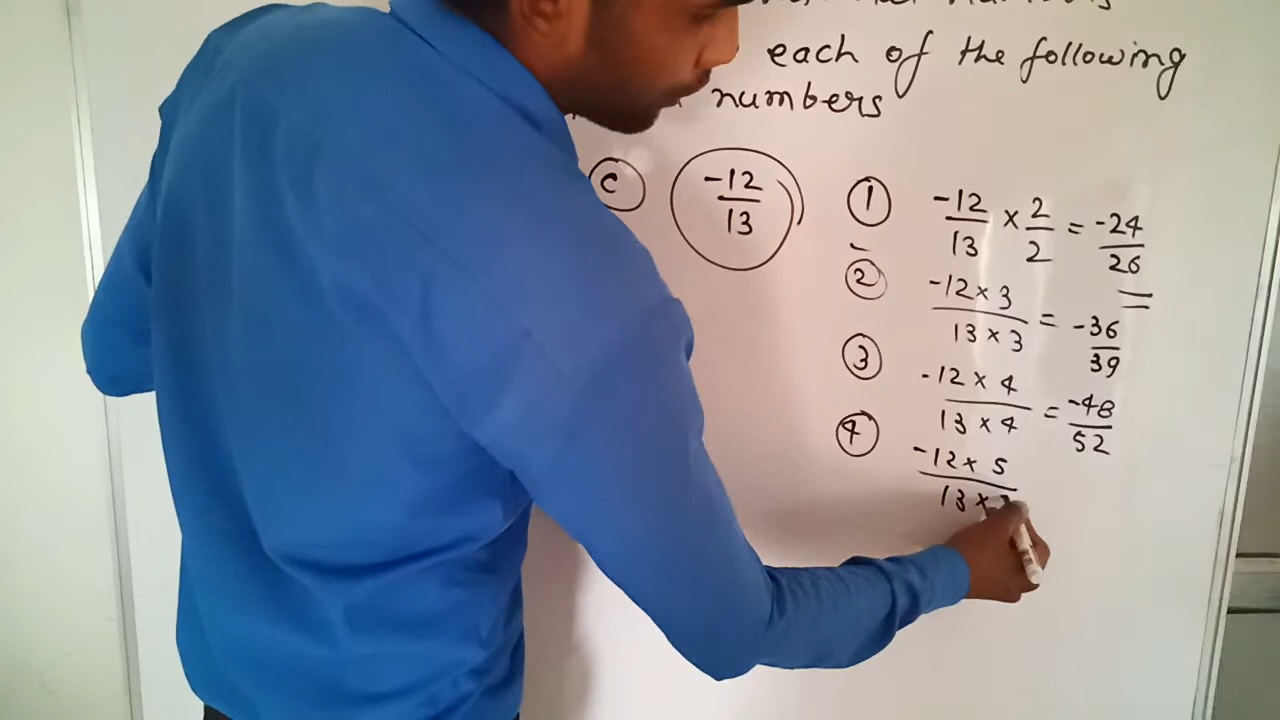 each of the following
numbers
C -12/13
1 -12/13 × 2/2 = -24/26
2 -12×3/13×3 = -36/39
3 -12×4/13×4 = -48/52
4 -12×5/13×